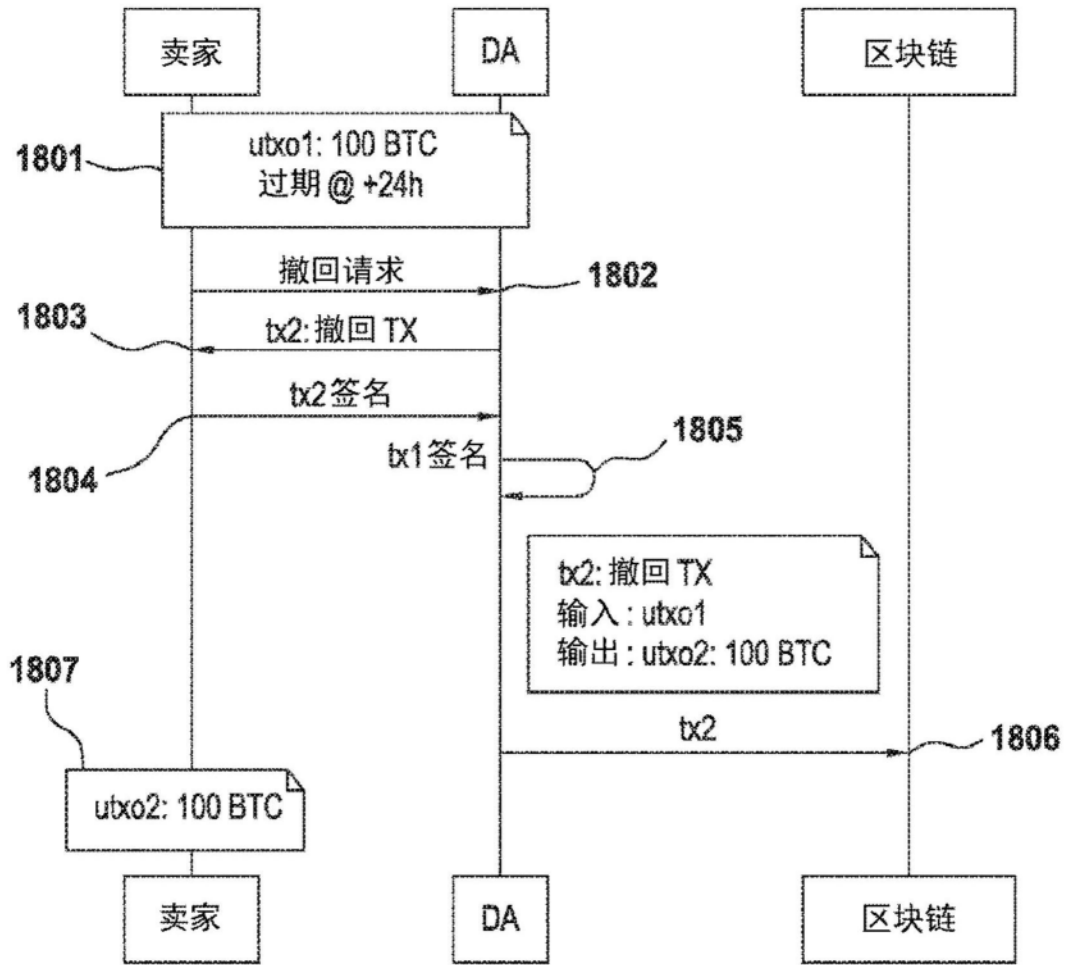 卖家
DA
区块链
1801
utxo1: 100 BTC
过期 @ +24h
撤回请求
1802
1803
tx2: 撤回 TX
tx2签名
1804
tx1签名
1805
tx2: 撤回 TX
输入: utxo1
输出: utxo2: 100 BTC
1807
tx2
1806
utxo2: 100 BTC
卖家
DA
区块链